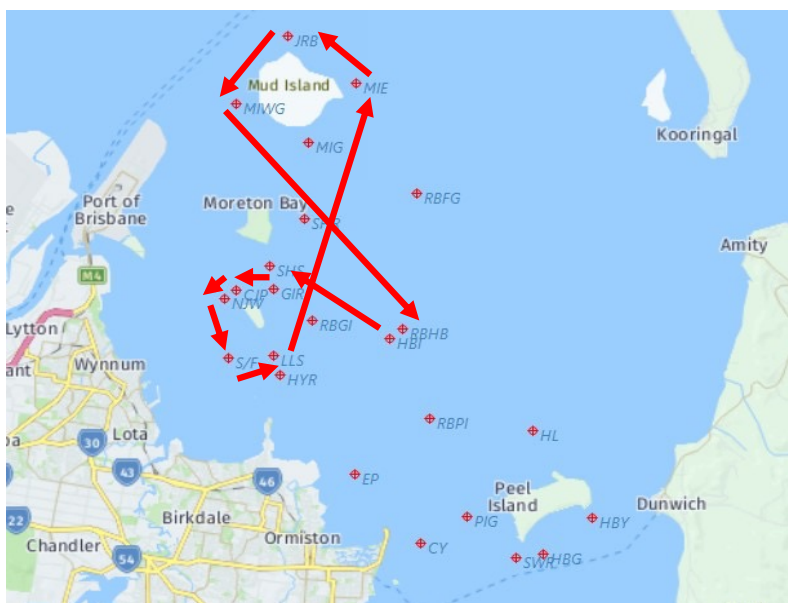 JRB
Mud Island
MIE
MIWG
Kooringal
MIG
Port of
Brisbane
Moreton Bay
RBFG
Amity
SHS
M4
CJP
GIR
NJW
Lytton
RBGI
RBHB
HBI
Wynnum
S/F
LLS
HYR
30
Lota
RBPI
HL
43
46
EP
Peel
Island
Dunwich
22
Birkdale
PIG
HBY
Chandler
Ormiston
CY
54
SWR
HBG